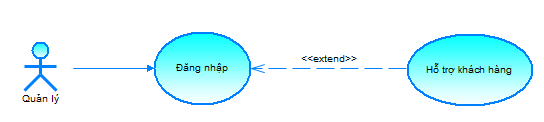 <<extend>>
Đăng nhập
Hỗ trợ khách hàng
Quản lý